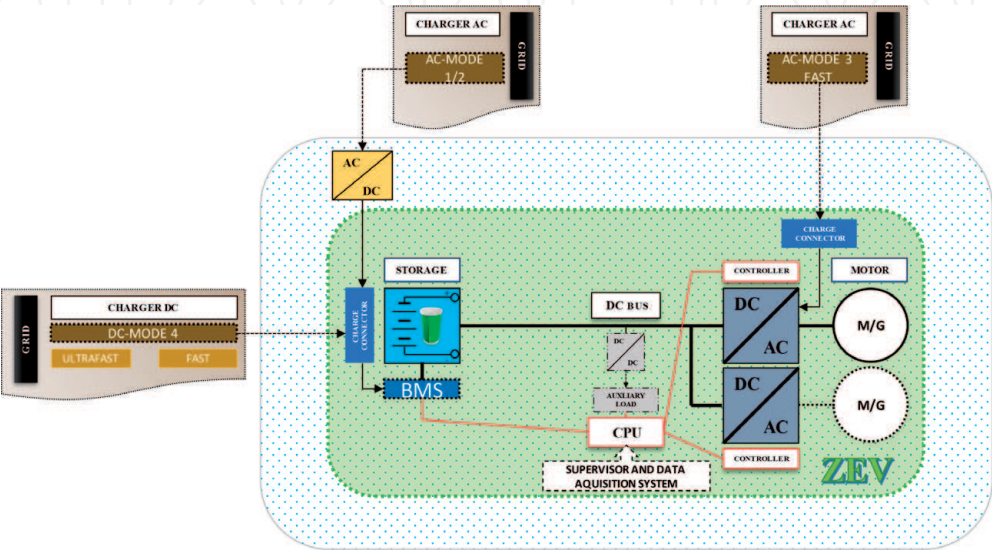 CHARGER AC
AC-MODE
1/2
GRID
CHARGER AC
AC-MODE 3
FAST
GRID
AC
DC
CHARGE
CONNECTOR
STORAGE
CONTROLLER
MOTOR
CHARGER DC
DC-MODE 4
ULTRAFAST
FAST
GRID
CHARGE
CONNECTOR
DC BUS
DC
AC
M/G
DC
DC
BMS
AUXLIARY
LOAD
DC
AC
M/G
CPU
CONTROLLER
SUPERVISOR AND DATA
AQUISITION SYSTEM
ZEV